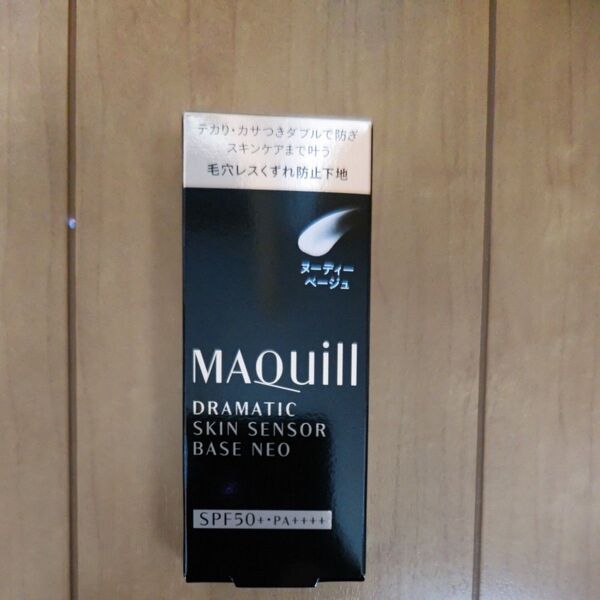 テカリ・カサつきダブルで防ぎ
スキンケアまで叶う
毛穴レスくずれ防止下地
ヌーディー
ベージュ
MAQuill
DRAMATIC
SKIN SENSOR
BASE NEO
SPF50+・PA++++